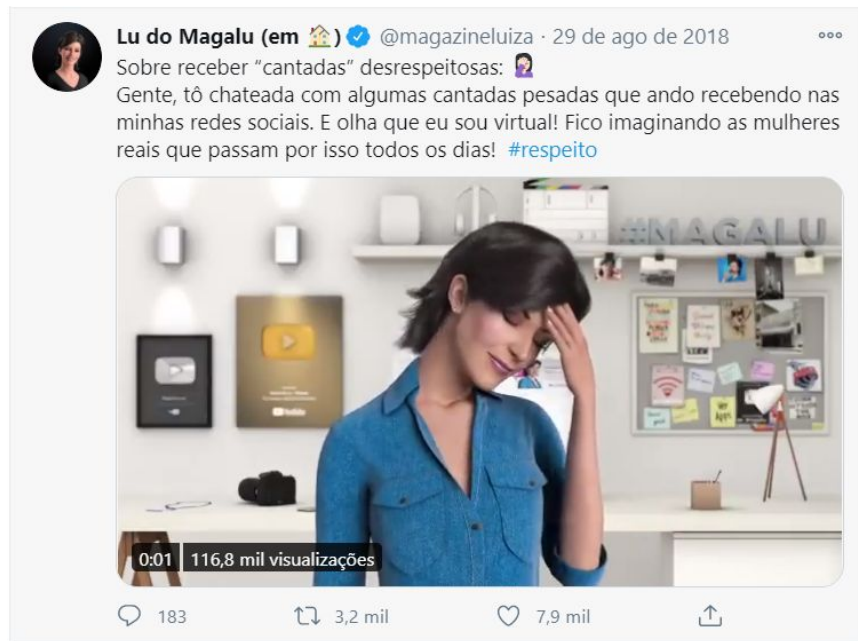 Lu do Magalu (em 🏠) @magazineluiza · 29 de ago de 2018
Sobre receber “cantadas” desrespeitosas: 🤦🏻‍♀️
Gente, tô chateada com algumas cantadas pesadas que ando recebendo nas
minhas redes sociais. E olha que eu sou virtual! Fico imaginando as mulheres
reais que passam por isso todos os dias! #respeito
#MAGALU
YouTube
0:01 116,8 mil visualizações
183 3,2 mil 7,9 mil